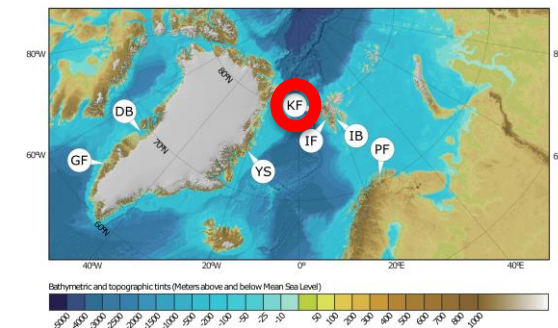 80°W
80°N
KF
DB
IF
IB
70°N
PF
GF
60°W
YS
60°N
40°W
20°W
0°
20°E
40°E
Bathymetric and topographic tints (Meters above and below Mean Sea Level)
-5000 -4000 -3000 -2500 -2000 -1500 -1000 -500 -200 -100 -50 -25 -10 50 100 200 300 400 500 600 700 800 900 1000